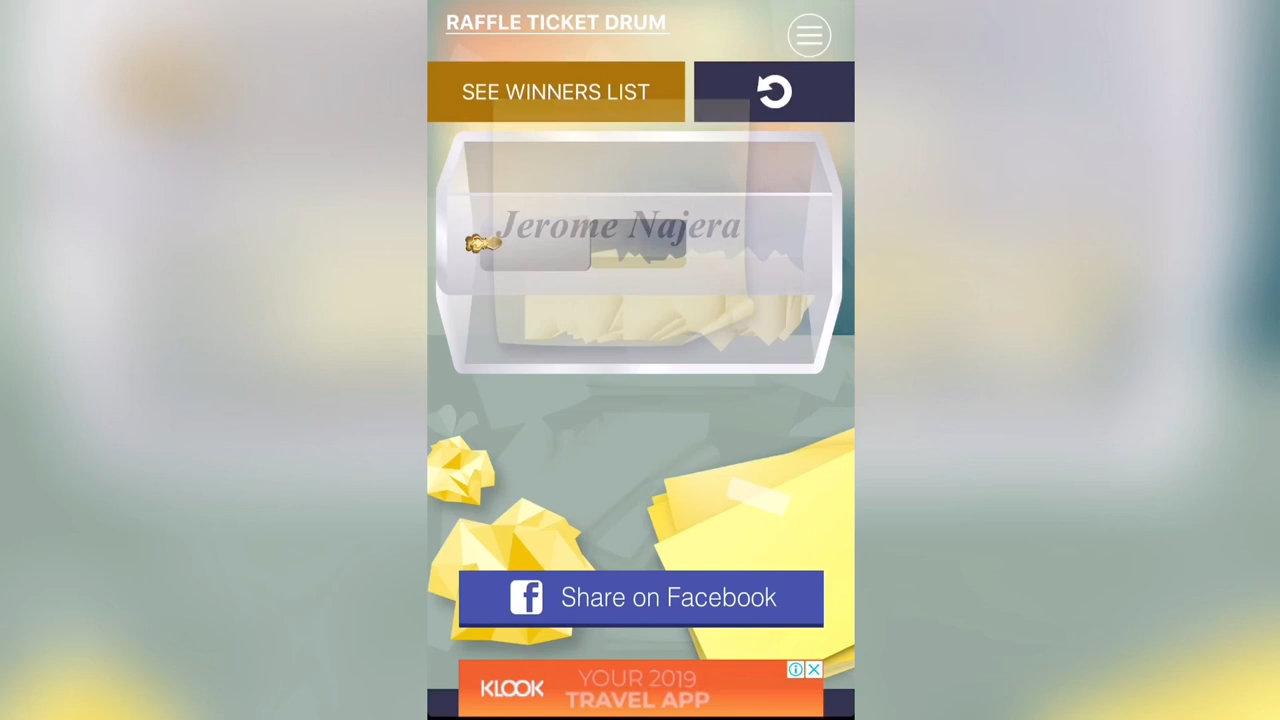 RAFFLE TICKET DRUM
SEE WINNERS LIST
Jerome Najera
Share on Facebook
KLOOK
YOUR 2019
TRAVEL APP